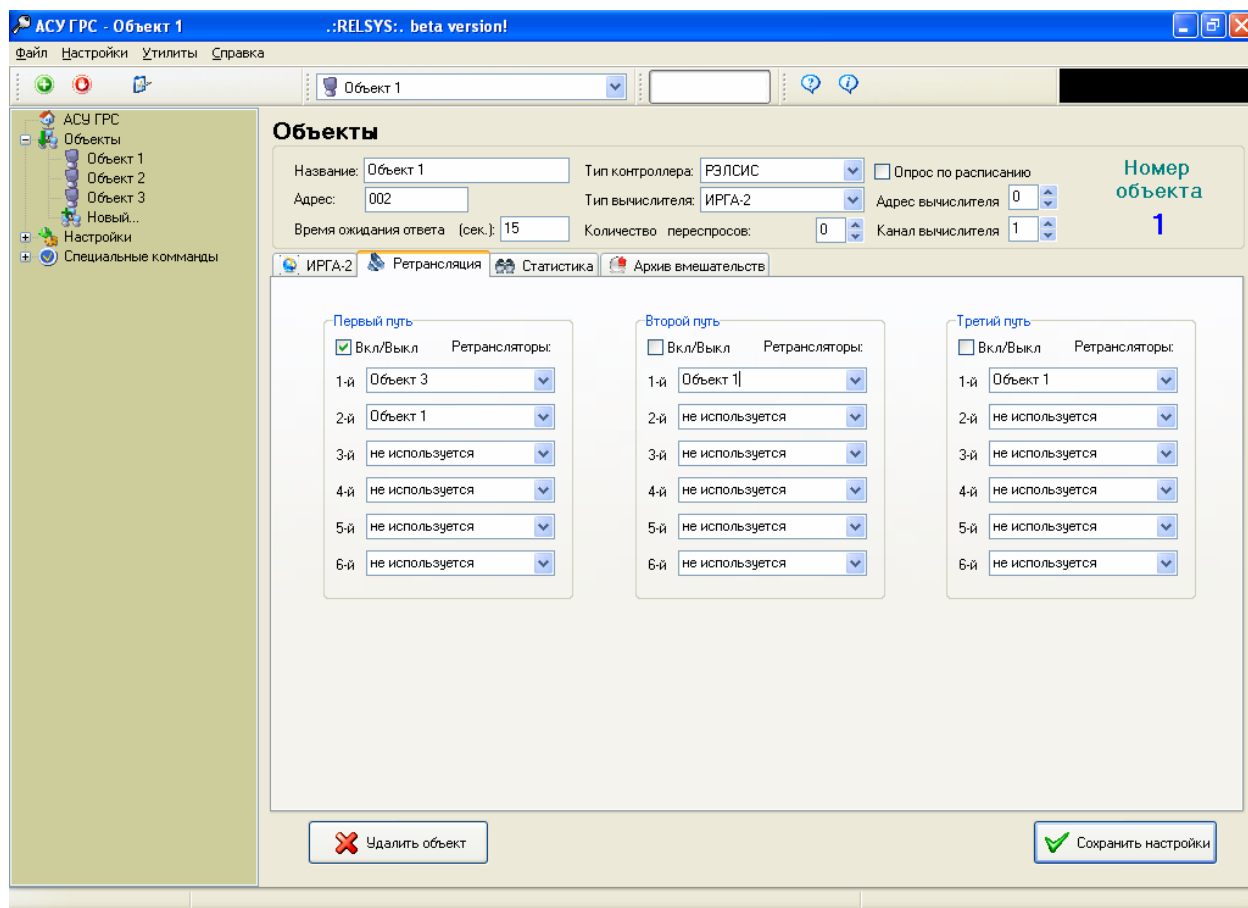 АСУ ГРС - Объект 1 .:RELSYS:. beta version!
Файл Настройки Утилиты Справка
Объект 1
АСУ ГРС
Объекты
Объект 1
Объект 2
Объект 3
Новый...
Настройки
Специальные комманды
Объекты
Название: Объект 1 Тип контроллера: РЭЛСИС Опрос по расписанию
Адрес: 002 Тип вычислителя: ИРГА-2 Адрес вычислителя 0
Время ожидания ответа (сек.): 15 Количество переспросов: 0 Канал вычислителя 1
Номер
объекта
1
ИРГА-2 Ретрансляция Статистика Архив вмешательств
Первый путь Второй путь Третий путь
Вкл/Выкл Ретрансляторы: Вкл/Выкл Ретрансляторы: Вкл/Выкл Ретрансляторы:
1-й Объект 3 1-й Объект 1 1-й Объект 1
2-й Объект 1 2-й не используется 2-й не используется
3-й не используется 3-й не используется 3-й не используется
4-й не используется 4-й не используется 4-й не используется
5-й не используется 5-й не используется 5-й не используется
6-й не используется 6-й не используется 6-й не используется
Удалить объект Сохранить настройки